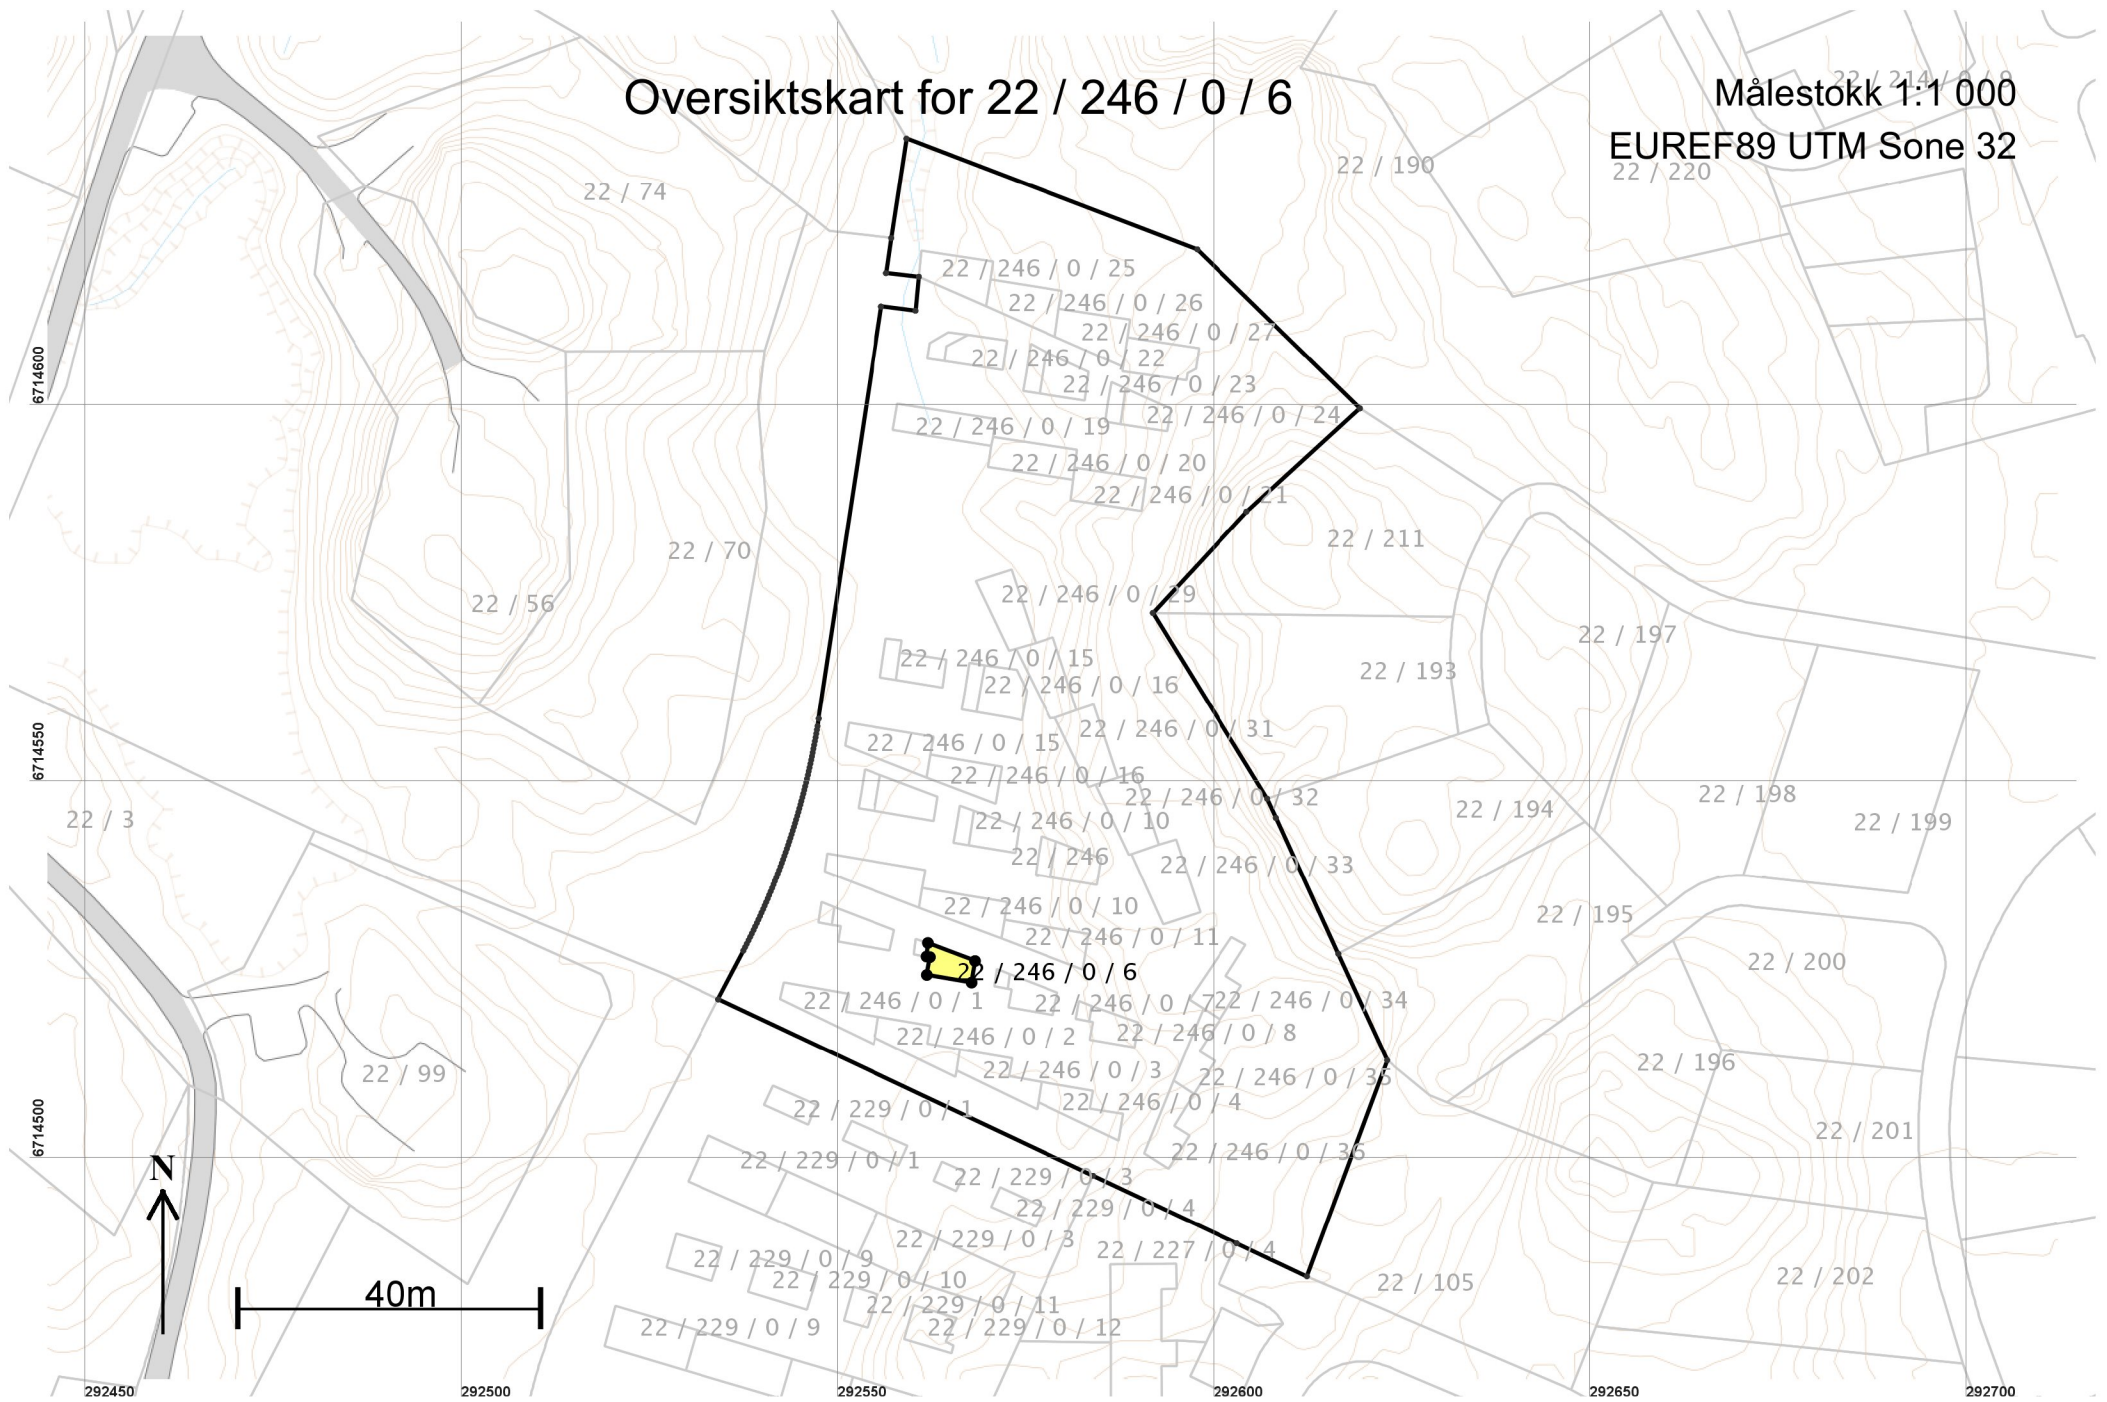 22 / 214 / 0 / 8
Oversiktskart for 22 / 246 / 0 / 6
Målestokk 1:1 000
EUREF89 UTM Sone 32
22 / 190
22 / 220
22 / 74
22 / 246 / 0 / 25
22 / 246 / 0 / 26
22 / 246 / 0 / 27
22 / 246 / 0 / 22
22 / 246 / 0 / 23
6714600
22 / 246 / 0 / 24
22 / 246 / 0 / 19
22 / 246 / 0 / 20
22 / 246 / 0 / 21
22 / 211
22 / 70
22 / 56
22 / 246 / 0 / 29
22 / 197
22 / 246 / 0 / 15
22 / 193
22 / 246 / 0 / 16
22 / 246 / 0 / 31
22 / 246 / 0 / 15
6714550
22 / 246 / 0 / 16
22 / 198
22 / 246 / 0 / 32
22 / 194
22 / 3
22 / 246 / 0 / 10
22 / 199
22 / 246
22 / 246 / 0 / 33
22 / 246 / 0 / 10
22 / 195
22 / 246 / 0 / 11
22 / 200
22 / 246 / 0 / 6
22 / 246 / 0 / 1
22 / 246 / 0 / 7
22 / 246 / 0 / 34
22 / 246 / 0 / 2
22 / 246 / 0 / 8
22 / 196
22 / 99
22 / 246 / 0 / 3
22 / 246 / 0 / 35
22 / 246 / 0 / 4
22 / 229 / 0 / 1
6714500
22 / 201
22 / 246 / 0 / 36
22 / 229 / 0 / 1
N
22 / 229 / 0 / 3
22 / 229 / 0 / 4
22 / 229 / 0 / 3
22 / 227 / 0 / 4
22 / 229 / 0 / 9
22 / 229 / 0 / 10
22 / 105
22 / 202
40m
22 / 229 / 0 / 11
22 / 229 / 0 / 9
22 / 229 / 0 / 12
292450
292500
292550
292600
292650
292700